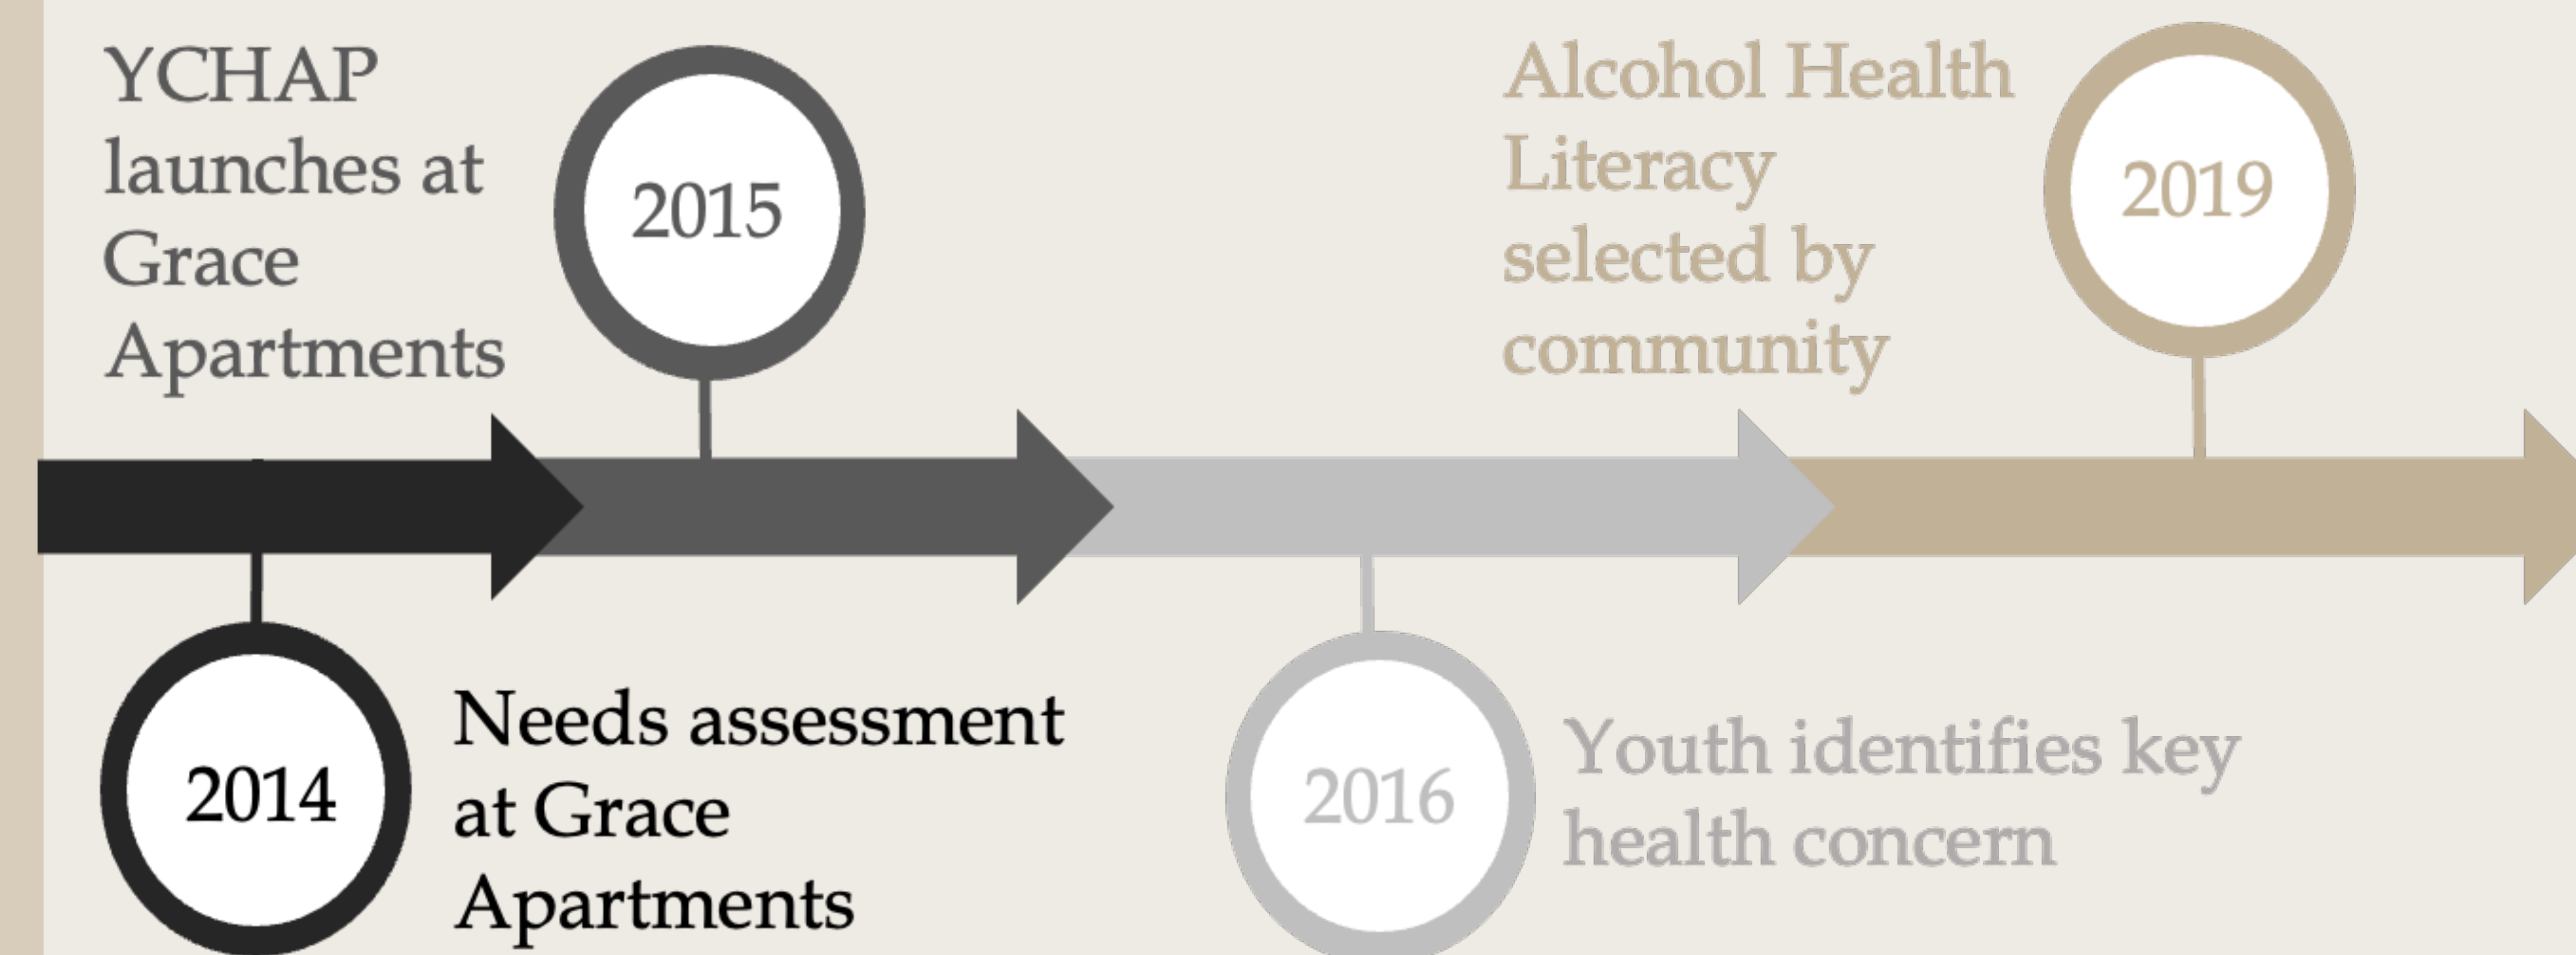 YCHAP
launches at
Grace
Apartments
2015
Alcohol Health
Literacy
selected by
community
2019
2014
Needs assessment
at Grace
Apartments
2016
Youth identifies key
health concern